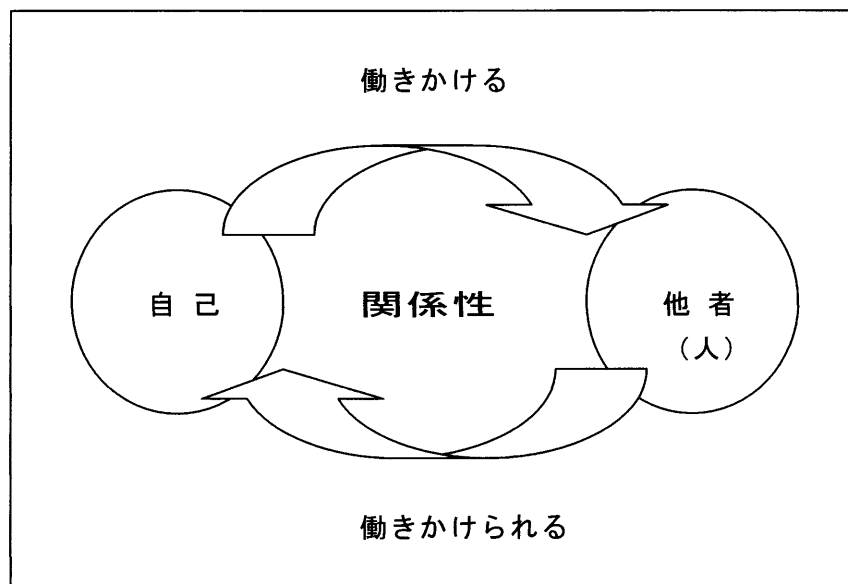 働きかける
自己
関係性
他者
(人)
働きかけられる